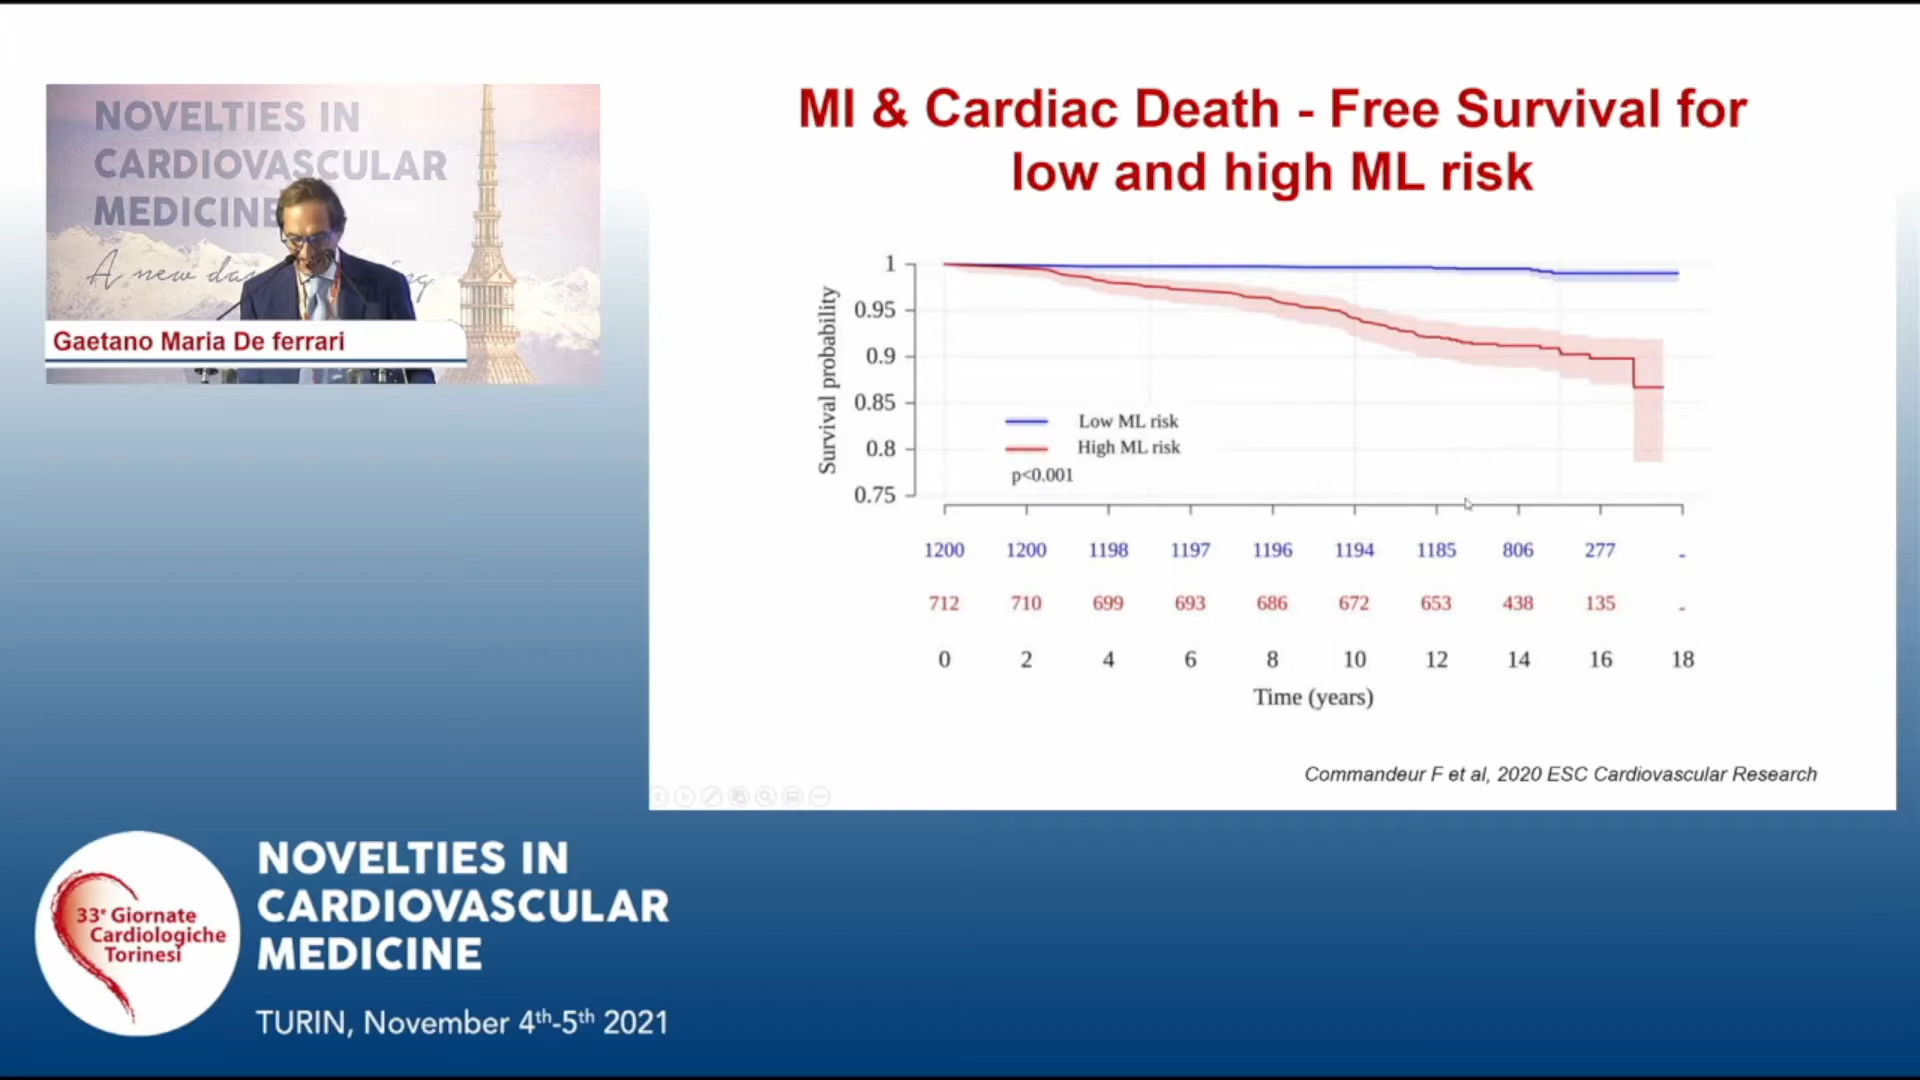 NOVELTIES IN
CARDIOVASCULAR
MEDICINE
A new da
Gaetano Maria De ferrari
MI & Cardiac Death - Free Survival for
low and high ML risk
Survival probability
1
0.95
0.9
0.85
0.8
0.75
Low ML risk
High ML risk
p<0.001
1200 1200 1198 1197 1196 1194 1185 806 277 -
712 710 699 693 686 672 653 438 135 -
0 2 4 6 8 10 12 14 16 18
Time (years)
Commandeur F et al, 2020 ESC Cardiovascular Research
33° Giornate
Cardiologiche
Torinesi
NOVELTIES IN
CARDIOVASCULAR
MEDICINE
TURIN, November 4th-5th 2021